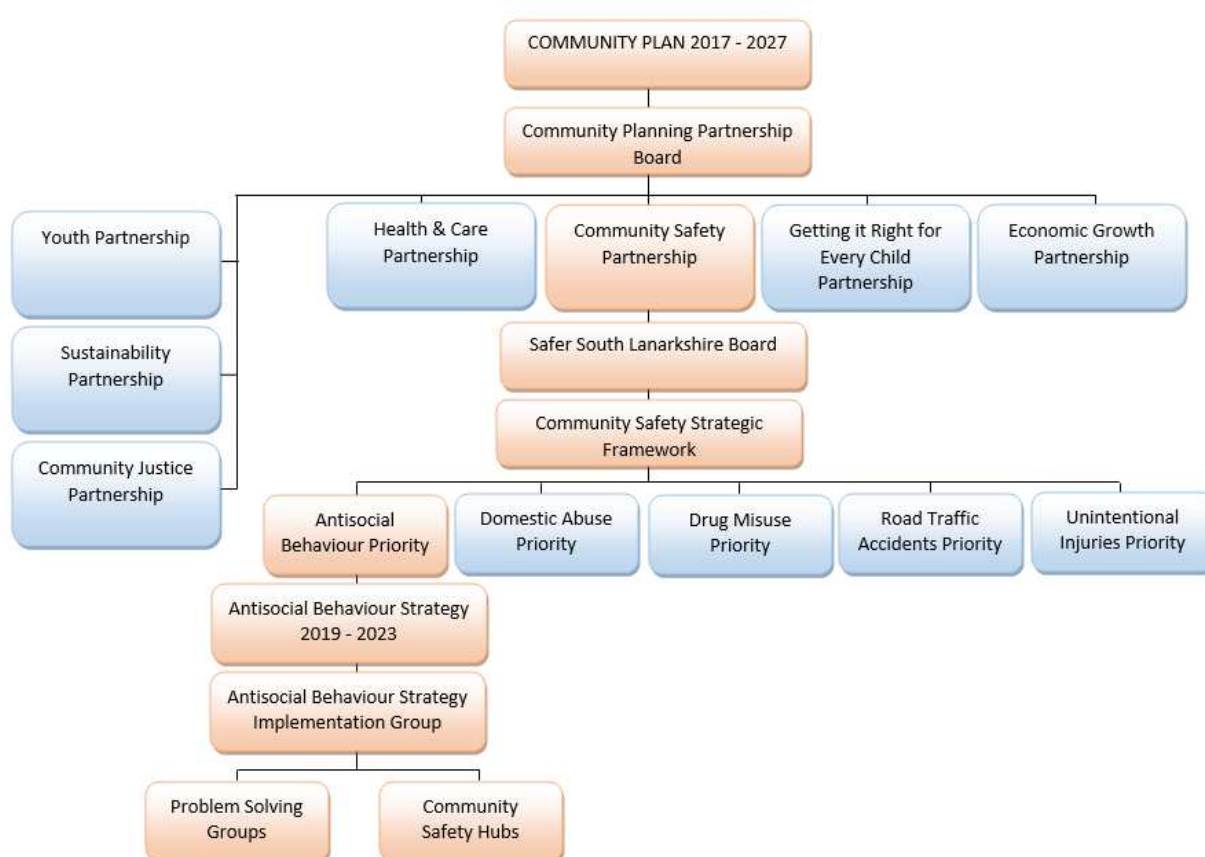 COMMUNITY PLAN 2017 - 2027
Community Planning Partnership
Board
Youth Partnership
Health & Care
Partnership
Community Safety
Partnership
Getting it Right for
Every Child
Partnership
Economic Growth
Partnership
Sustainability
Partnership
Safer South Lanarkshire Board
Community Justice
Partnership
Community Safety Strategic
Framework
Antisocial
Behaviour Priority
Domestic Abuse
Priority
Drug Misuse
Priority
Road Traffic
Accidents Priority
Unintentional
Injuries Priority
Antisocial Behaviour Strategy
2019 - 2023
Antisocial Behaviour Strategy
Implementation Group
Problem Solving
Groups
Community
Safety Hubs